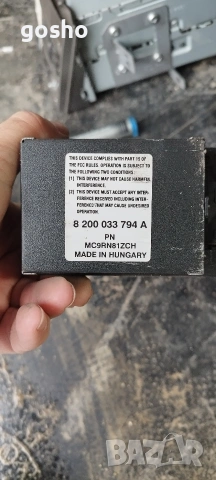 gosho
THIS DEVICE COMPLIES WITH PART 15 OF
THE FCC RULES. OPERATION IS SUBJECT TO
THE FOLLOWING TWO CONDITIONS:
[1] THIS DEVICE MAY NOT CAUSE HARMFUL
INTERFERENCE.
[2] THIS DEVICE MUST ACCEPT ANY INTER-
FERENCE RECEIVED INCLUDING INTER-
FERENCE THAT MAY CAUSE UNDESIRED
OPERATION
8 200 033 794 A
PN
MC9RN81ZCH
MADE IN HUNGARY
bazar
БГ